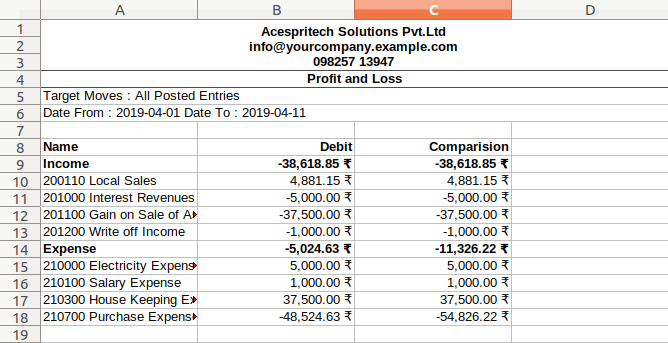 A B C D
1 Acespritech Solutions Pvt.Ltd
2 info@yourcompany.example.com
3 098257 13947
4 Profit and Loss
5 Target Moves : All Posted Entries
6 Date From : 2019-04-01 Date To : 2019-04-11
7
8 Name Debit Comparision
9 Income -38,618.85 ₹ -38,618.85 ₹
10 200110 Local Sales 4,881.15 ₹ 4,881.15 ₹
11 201000 Interest Revenues -5,000.00 ₹ -5,000.00 ₹
12 201100 Gain on Sale of -37,500.00 ₹ -37,500.00 ₹
13 201200 Write off Income -1,000.00 ₹ -1,000.00 ₹
14 Expense -5,024.63 ₹ -11,326.22 ₹
15 210000 Electricity Expens 5,000.00 ₹ 5,000.00 ₹
16 210100 Salary Expense 1,000.00 ₹ 1,000.00 ₹
17 210300 House Keeping 37,500.00 ₹ 37,500.00 ₹
18 210700 Purchase Expens -48,524.63 ₹ -54,826.22 ₹
19